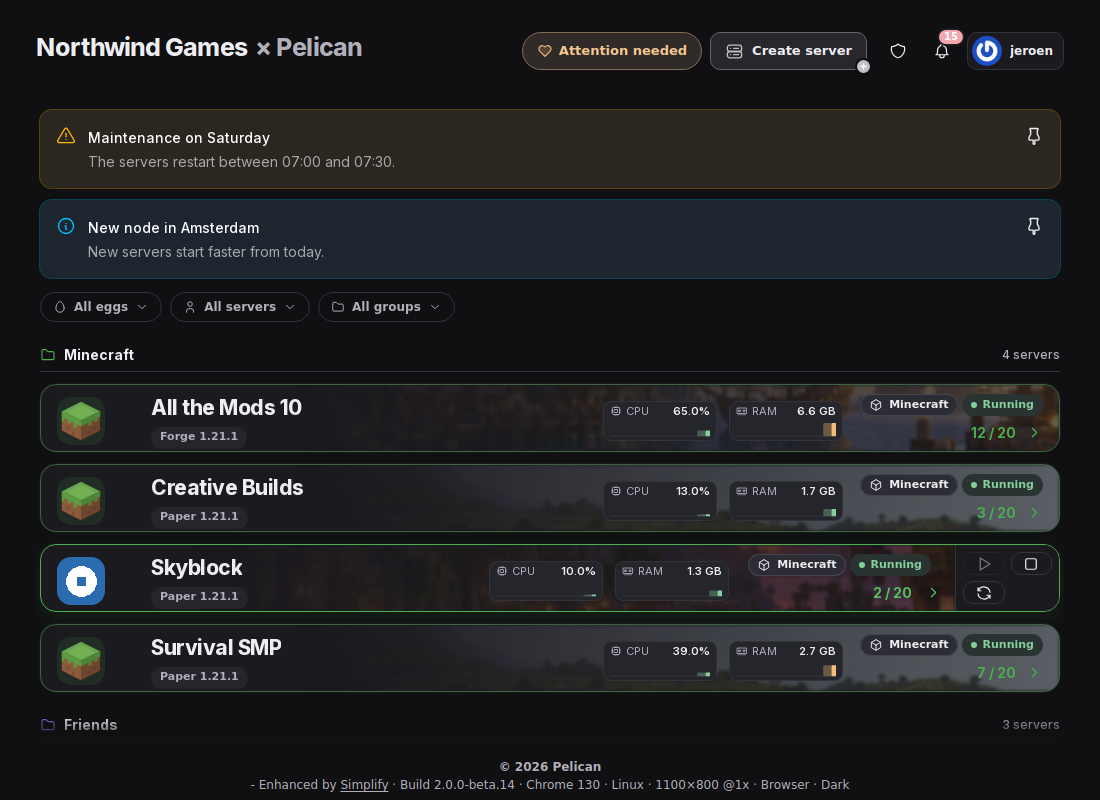 Northwind Games × Pelican
Attention needed
Create server
15
jeroen
Maintenance on Saturday
The servers restart between 07:00 and 07:30.
New node in Amsterdam
New servers start faster from today.
All eggs
All servers
All groups
Minecraft
4 servers
All the Mods 10
Forge 1.21.1
CPU 65.0%
RAM 6.6 GB
Minecraft
Running
12 / 20
Creative Builds
Paper 1.21.1
CPU 13.0%
RAM 1.7 GB
Minecraft
Running
3 / 20
Skyblock
Paper 1.21.1
CPU 10.0%
RAM 1.3 GB
Minecraft
Running
2 / 20
Survival SMP
Paper 1.21.1
CPU 39.0%
RAM 2.7 GB
Minecraft
Running
7 / 20
Friends
3 servers
© 2026 Pelican
- Enhanced by Simplify · Build 2.0.0-beta.14 · Chrome 130 · Linux · 1100×800 @1x · Browser · Dark